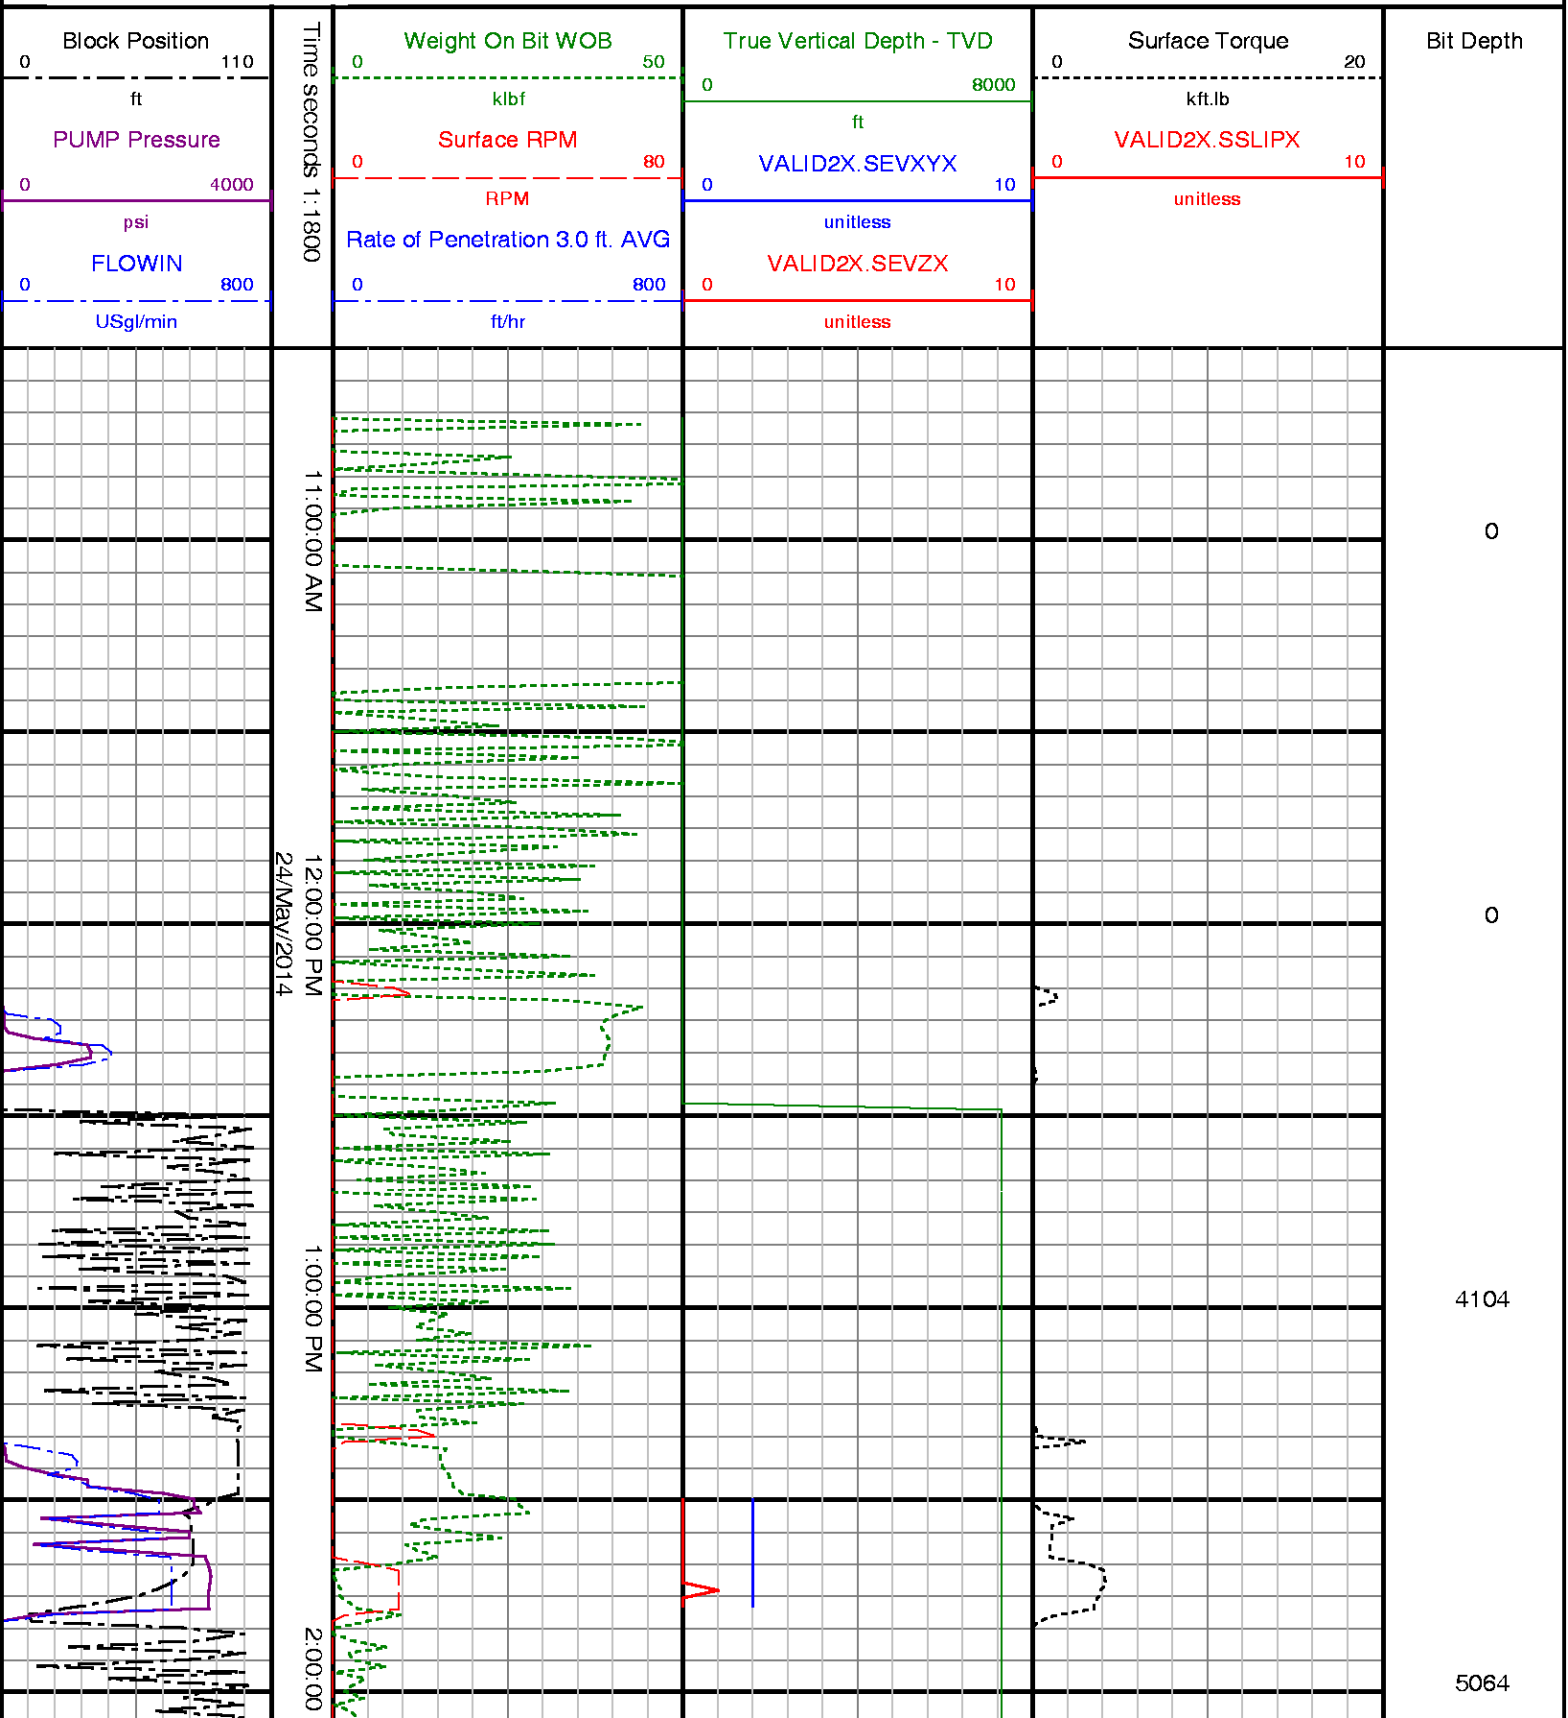 Block Position
0 110
ft
PUMP Pressure
0 4000
psi
FLOWIN
0 800
USgl/min
Time seconds 1:1800
Weight On Bit WOB
0 50
klbf
Surface RPM
0 80
RPM
Rate of Penetration 3.0 ft. AVG
0 800
ft/hr
True Vertical Depth - TVD
0 8000
ft
VALID2X.SEVXYX
0 10
unitless
VALID2X.SEVZX
0 10
unitless
Surface Torque
0 20
kft.lb
VALID2X.SSLIPX
0 10
unitless
Bit Depth
11:00:00 AM
0
12:00:00 PM
24/May/2014
0
1:00:00 PM
4104
2:00:00
5064